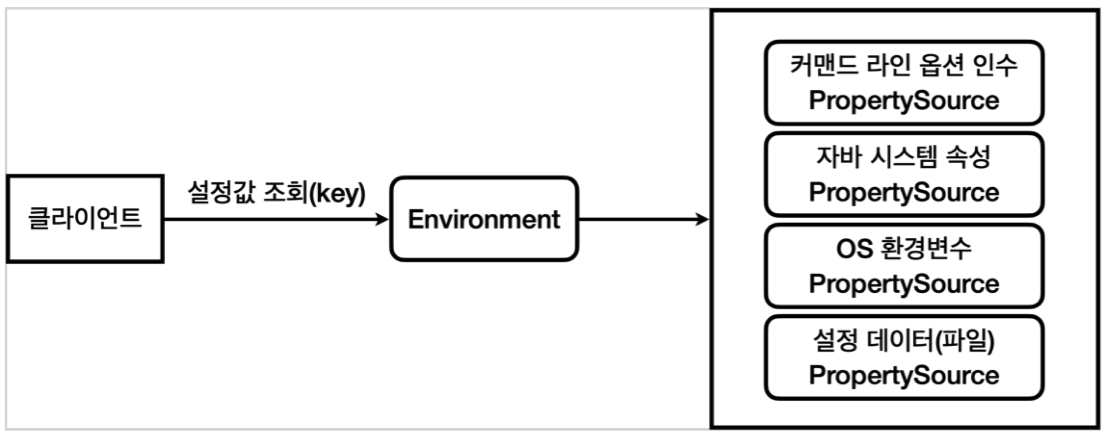 클라이언트
설정값 조회(key)
Environment
커맨드 라인 옵션 인수
PropertySource
자바 시스템 속성
PropertySource
OS 환경변수
PropertySource
설정 데이터(파일)
PropertySource